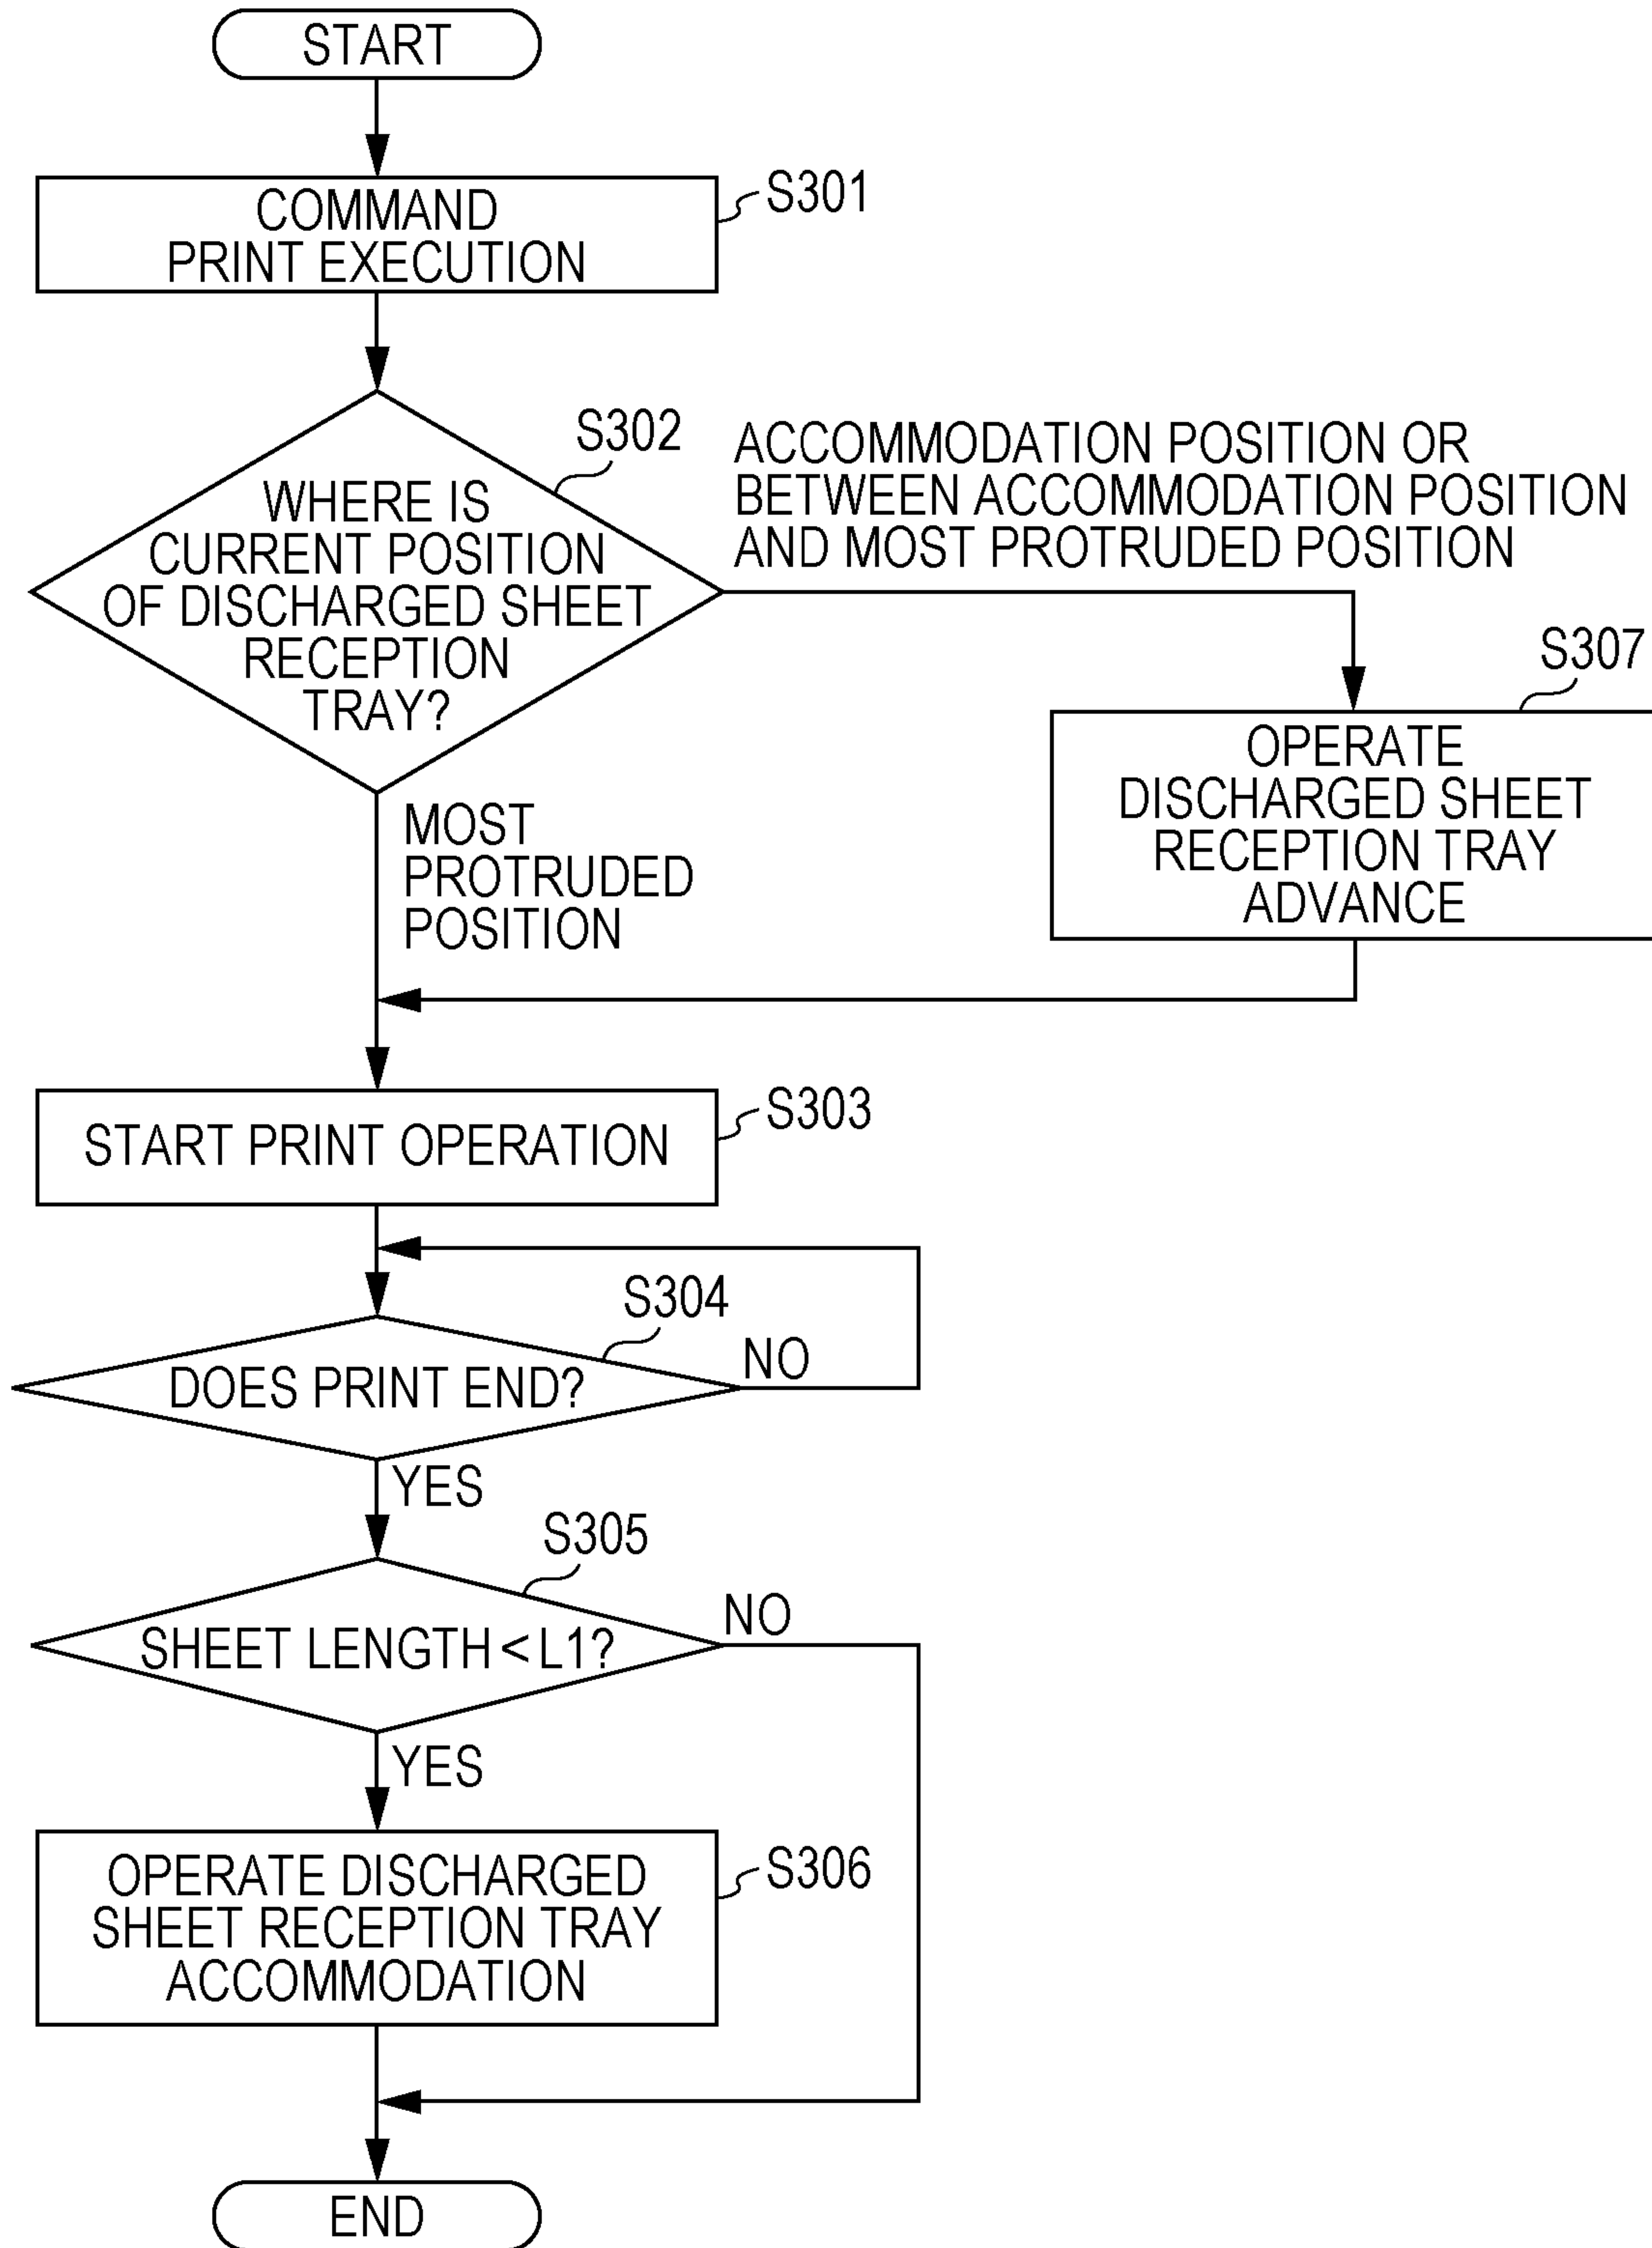 START
COMMAND
PRINT EXECUTION
S301
S302
WHERE IS
CURRENT POSITION
OF DISCHARGED SHEET
RECEPTION
TRAY?
ACCOMMODATION POSITION OR
BETWEEN ACCOMMODATION POSITION
AND MOST PROTRUDED POSITION
S307
OPERATE
DISCHARGED SHEET
RECEPTION TRAY
ADVANCE
MOST
PROTRUDED
POSITION
START PRINT OPERATION
S303
S304
DOES PRINT END?
NO
YES
S305
SHEET LENGTH < L1?
NO
YES
OPERATE DISCHARGED
SHEET RECEPTION TRAY
ACCOMMODATION
S306
END